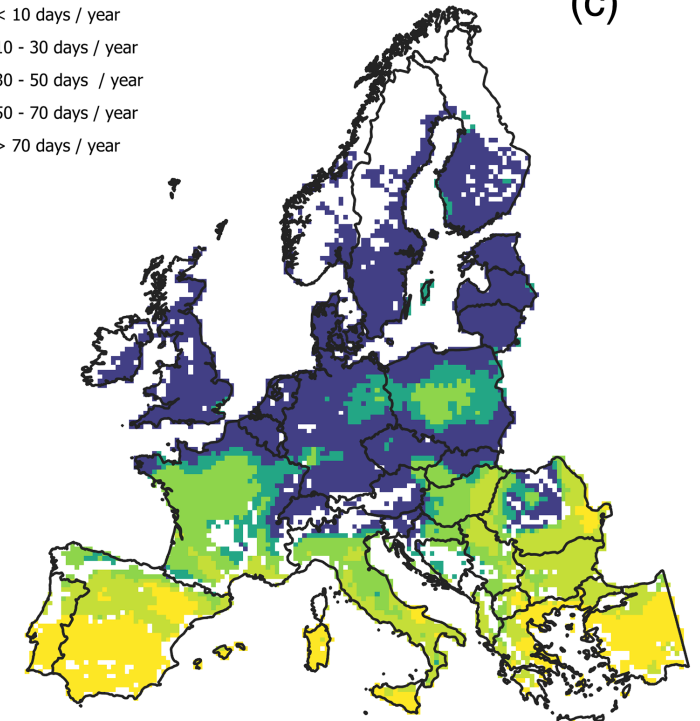 (c)
< 10 days / year
10 - 30 days / year
30 - 50 days  / year
50 - 70 days / year
> 70 days / year